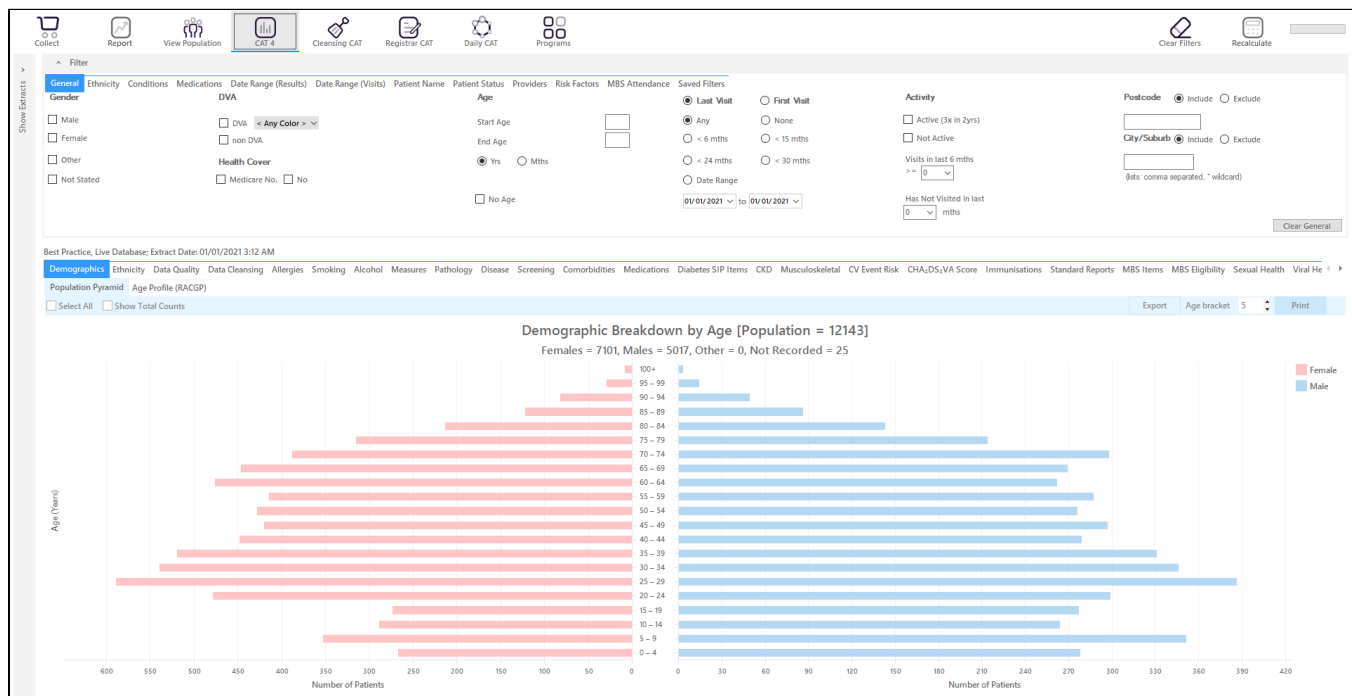 Collect Report View Population CAT 4 Cleansing CAT Registrar CAT Daily CAT Programs Clear Filters Recalculate
Show Extracts
Filter
General Ethnicity Conditions Medications Date Range (Results) Date Range (Visits) Patient Name Patient Status Providers Risk Factors MBS Attendance Saved Filters
Gender DVA Age Last Visit First Visit Activity Postcode Include Exclude
Male DVA < Any Color > Start Age Any None Active (3x in 2yrs)
Female non DVA End Age < 6 mths < 15 mths Not Active City/Suburb Include Exclude
Other Health Cover Yrs Mths < 24 mths < 30 mths Visits in last 6 mths
Not Stated Medicare No. No Date Range >= 0 (lists: comma separated, * wildcard)
No Age 01/01/2021 to 01/01/2021 Has Not Visited in last
0 mths
Clear General
Best Practice, Live Database; Extract Date: 01/01/2021 3:12 AM
Demographics Ethnicity Data Quality Data Cleansing Allergies Smoking Alcohol Measures Pathology Disease Screening Comorbidities Medications Diabetes SIP Items CKD Musculoskeletal CV Event Risk CHA₂DS₂VA Score Immunisations Standard Reports MBS Items MBS Eligibility Sexual Health Viral He
Population Pyramid Age Profile (RACGP)
Select All Show Total Counts Export Age bracket 5 Print
Demographic Breakdown by Age [Population = 12143]
Females = 7101, Males = 5017, Other = 0, Not Recorded = 25
Female
Male
Age (Years)
100+
95 – 99
90 – 94
85 – 89
80 – 84
75 – 79
70 – 74
65 – 69
60 – 64
55 – 59
50 – 54
45 – 49
40 – 44
35 – 39
30 – 34
25 – 29
20 – 24
15 – 19
10 – 14
5 – 9
0 – 4
600 550 500 450 400 350 300 250 200 150 100 50 0 0 30 60 90 120 150 180 210 240 270 300 330 360 390 420
Number of Patients Number of Patients